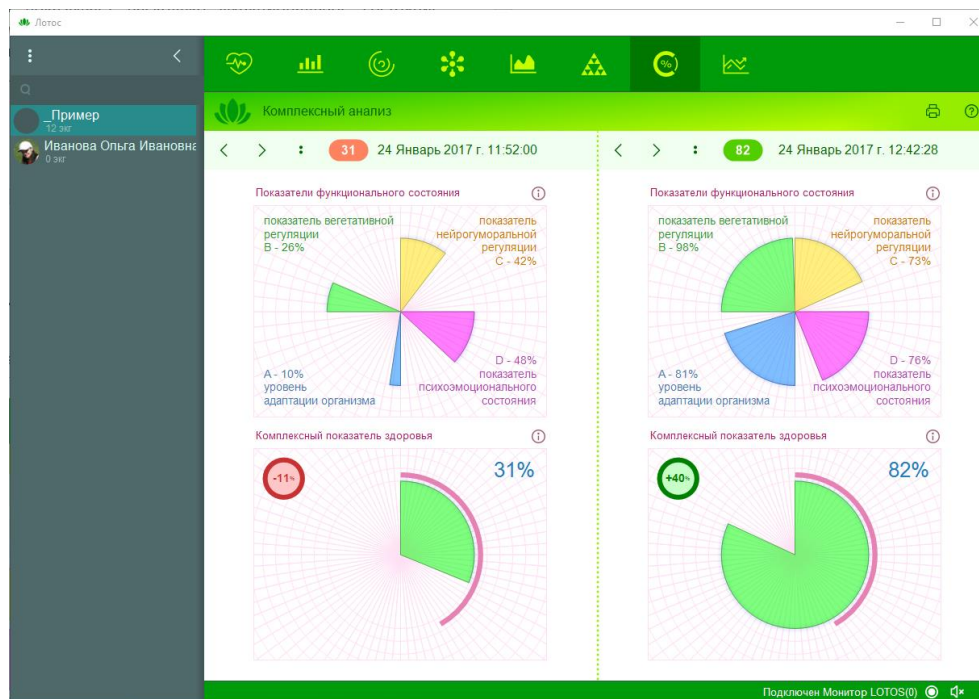 Лотос
_Пример
12 экг
Иванова Ольга Ивановна
0 экг
Комплексный анализ
31
24 Январь 2017 г. 11:52:00
82
24 Январь 2017 г. 12:42:28
Показатели функционального состояния
показатель вегетативной
регуляции
B - 26%
показатель
нейрогуморальной
регуляции
C - 42%
A - 10%
уровень
адаптации организма
D - 48%
показатель
психоэмоционального
состояния
Показатели функционального состояния
показатель вегетативной
регуляции
B - 98%
показатель
нейрогуморальной
регуляции
C - 73%
A - 81%
уровень
адаптации организма
D - 76%
показатель
психоэмоционального
состояния
Комплексный показатель здоровья
-11%
31%
Комплексный показатель здоровья
+40%
82%
Подключен Монитор LOTOS(0)